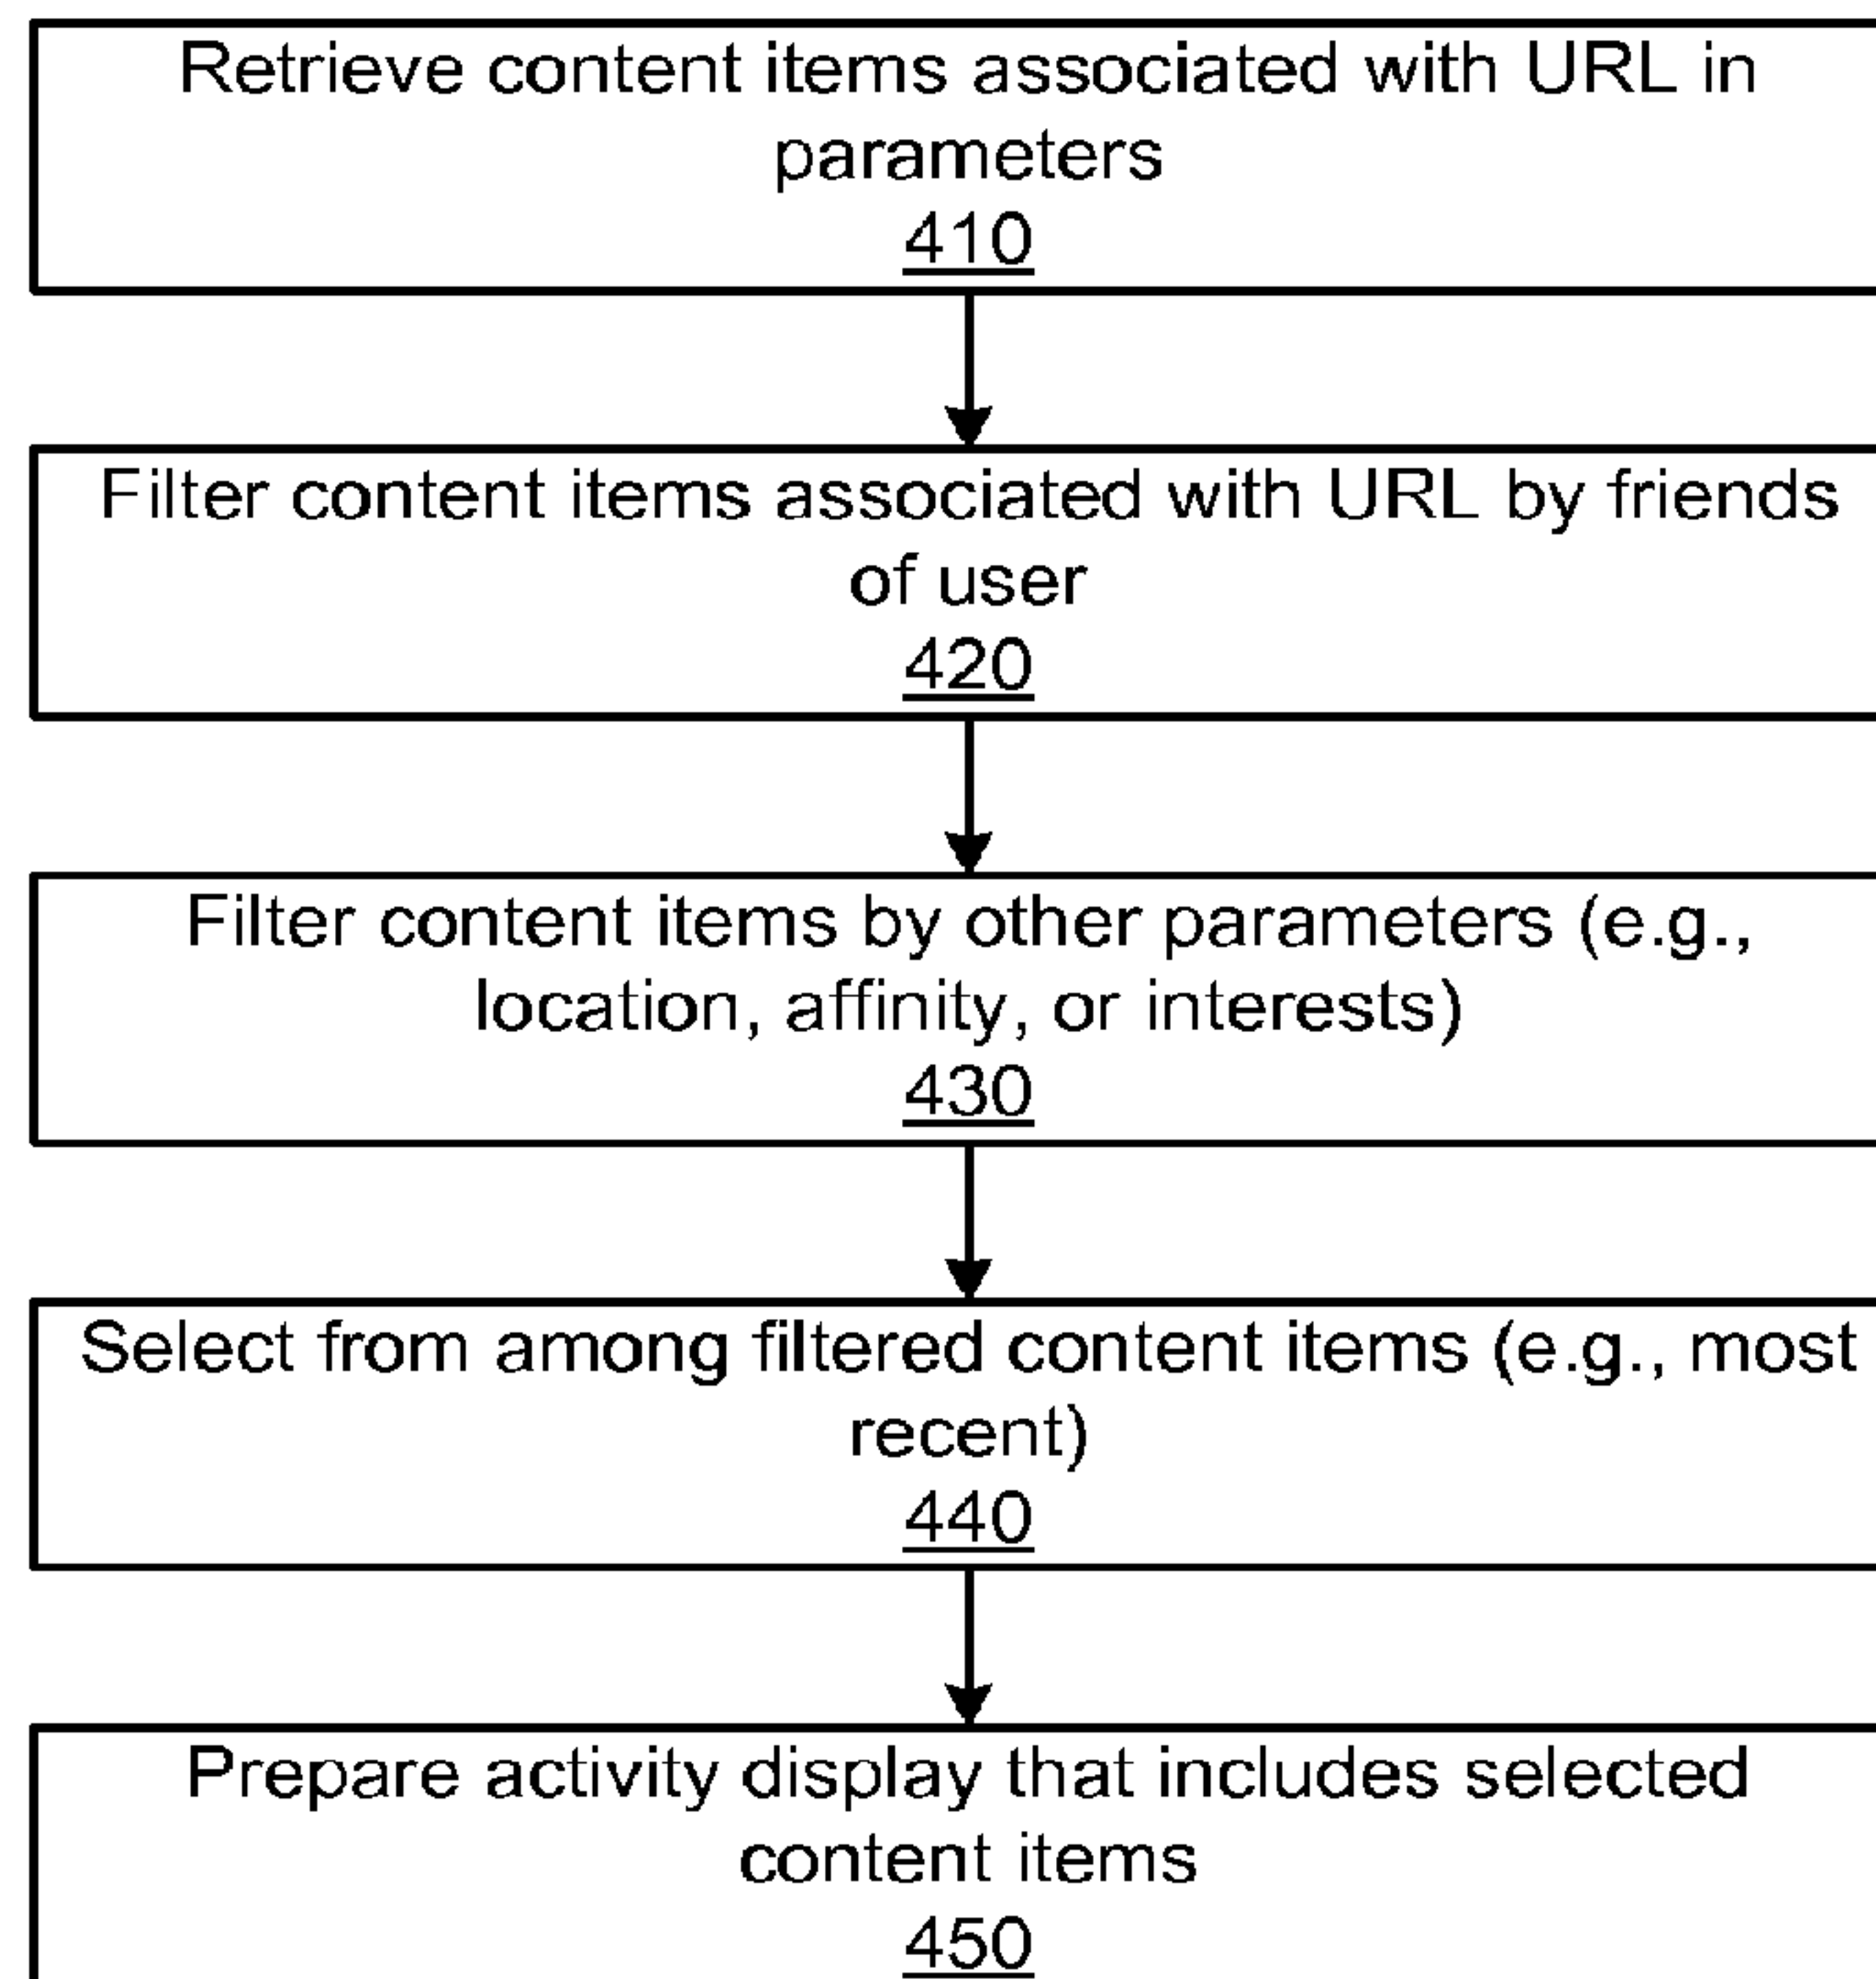 Retrieve content items associated with URL in
parameters
410
Filter content items associated with URL by friends
of user
420
Filter content items by other parameters (e.g.,
location, affinity, or interests)
430
Select from among filtered content items (e.g., most
recent)
440
Prepare activity display that includes selected
content items
450